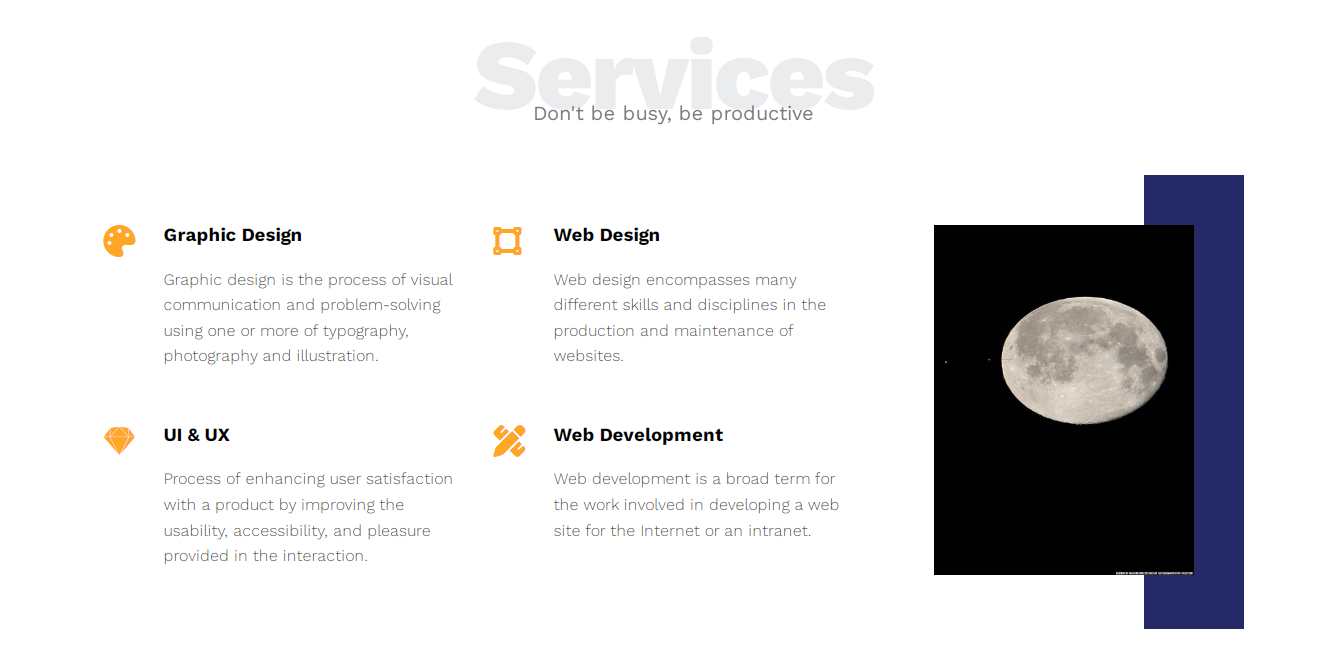 Services
Don't be busy, be productive
Graphic Design
Graphic design is the process of visual
communication and problem-solving
using one or more of typography,
photography and illustration.
Web Design
Web design encompasses many
different skills and disciplines in the
production and maintenance of
websites.
UI & UX
Process of enhancing user satisfaction
with a product by improving the
usability, accessibility, and pleasure
provided in the interaction.
Web Development
Web development is a broad term for
the work involved in developing a web
site for the Internet or an intranet.